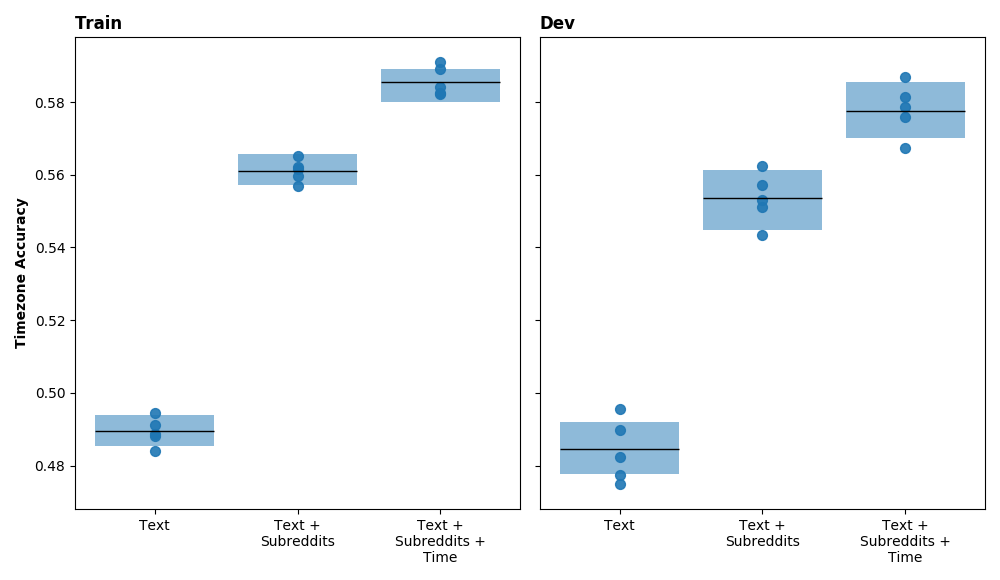 Train
Dev
Timezone Accuracy
0.58
0.56
0.54
0.52
0.50
0.48
Text
Text +
Subreddits
Text +
Subreddits +
Time
Text
Text +
Subreddits
Text +
Subreddits +
Time